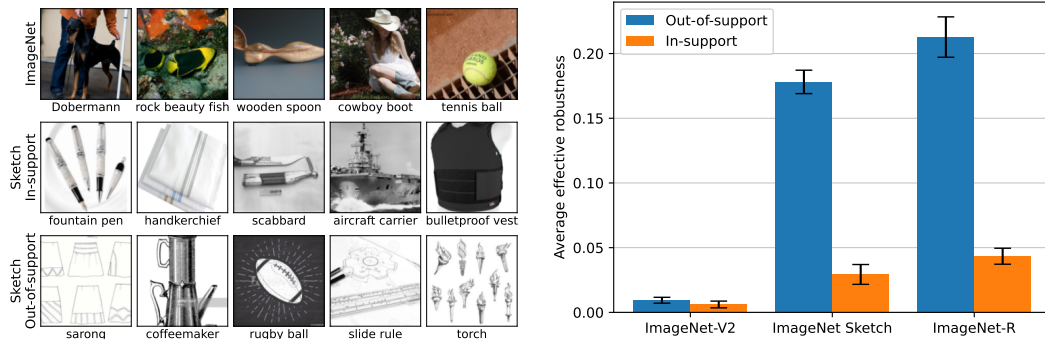 ImageNet
Dobermann
rock beauty fish
wooden spoon
cowboy boot
tennis ball
Sketch
In-support
fountain pen
handkerchief
scabbard
aircraft carrier
bulletproof vest
Sketch
Out-of-support
sarong
coffeemaker
rugby ball
slide rule
torch
Average effective robustness
0.20
0.15
0.10
0.05
0.00
Out-of-support
In-support
ImageNet-V2
ImageNet Sketch
ImageNet-R